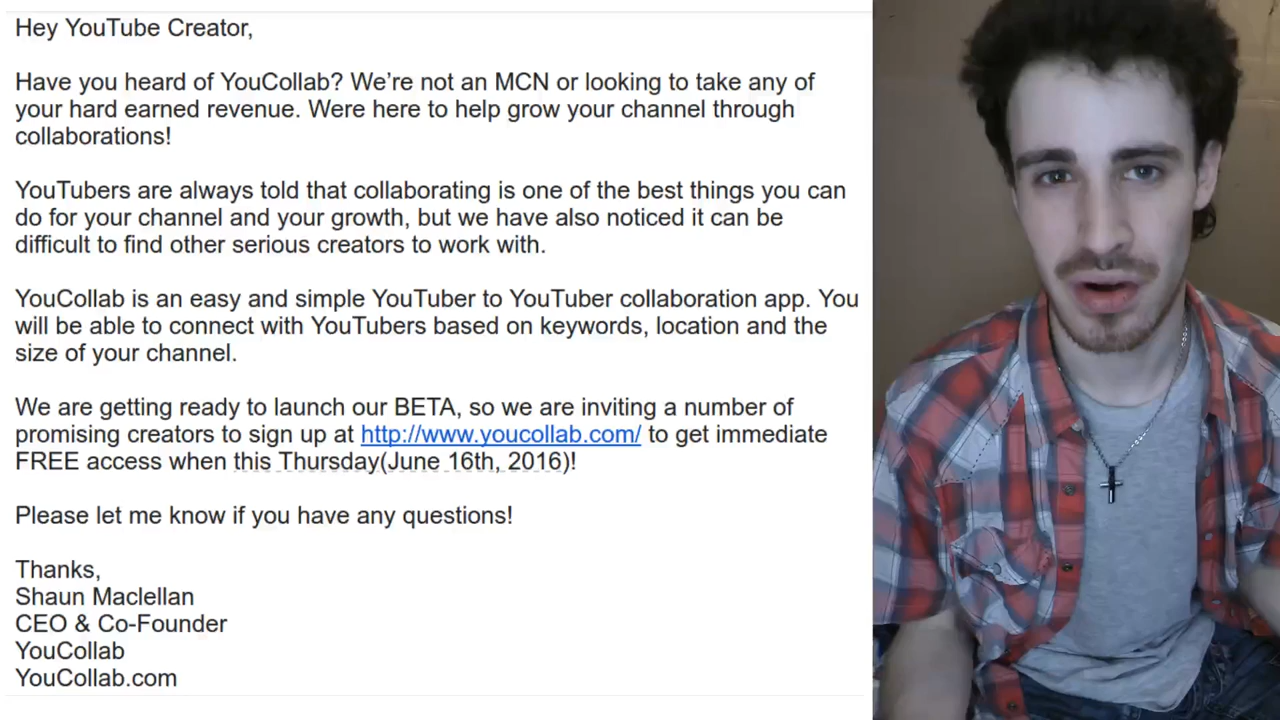 Hey YouTube Creator,
Have you heard of YouCollab? We’re not an MCN or looking to take any of
your hard earned revenue. Were here to help grow your channel through
collaborations!
YouTubers are always told that collaborating is one of the best things you can
do for your channel and your growth, but we have also noticed it can be
difficult to find other serious creators to work with.
YouCollab is an easy and simple YouTuber to YouTuber collaboration app. You
will be able to connect with YouTubers based on keywords, location and the
size of your channel.
We are getting ready to launch our BETA, so we are inviting a number of
promising creators to sign up at http://www.youcollab.com/ to get immediate
FREE access when this Thursday(June 16th, 2016)!
Please let me know if you have any questions!
Thanks,
Shaun Maclellan
CEO & Co-Founder
YouCollab
YouCollab.com